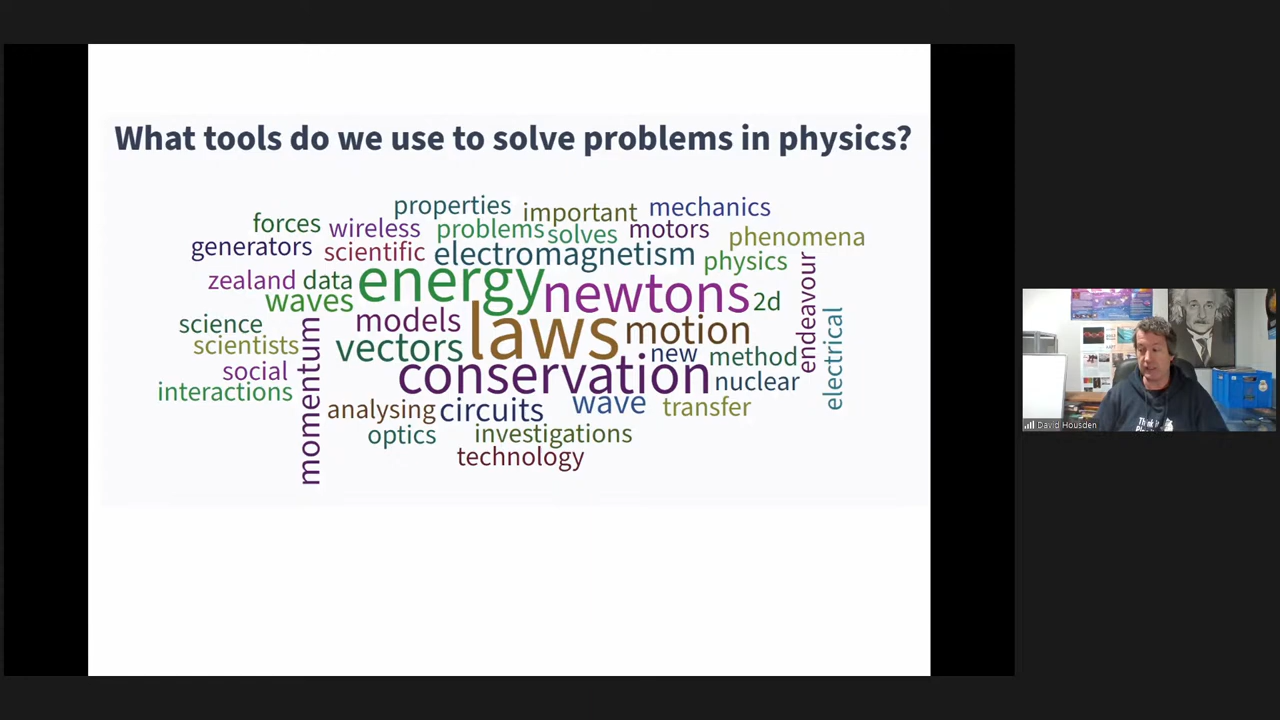 What tools do we use to solve problems in physics?
properties important mechanics
forces wireless problems solves motors phenomena
generators scientific electromagnetism physics
zealand data energy newtons 2d endeavour
waves models laws motion
science vectors new method electrical
scientists
social conservation nuclear
interactions momentum
analysing circuits wave transfer
optics investigations
technology
David Housden